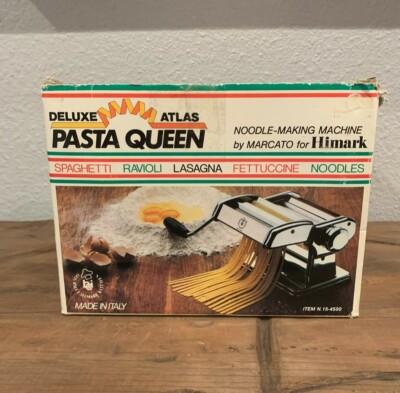 DELUXE ATLAS
PASTA QUEEN
NOODLE-MAKING MACHINE
by MARCATO for Himark
SPAGHETTI RAVIOLI LASAGNA FETTUCCINE NOODLES
MADE IN ITALY
ITEM N.18-4500